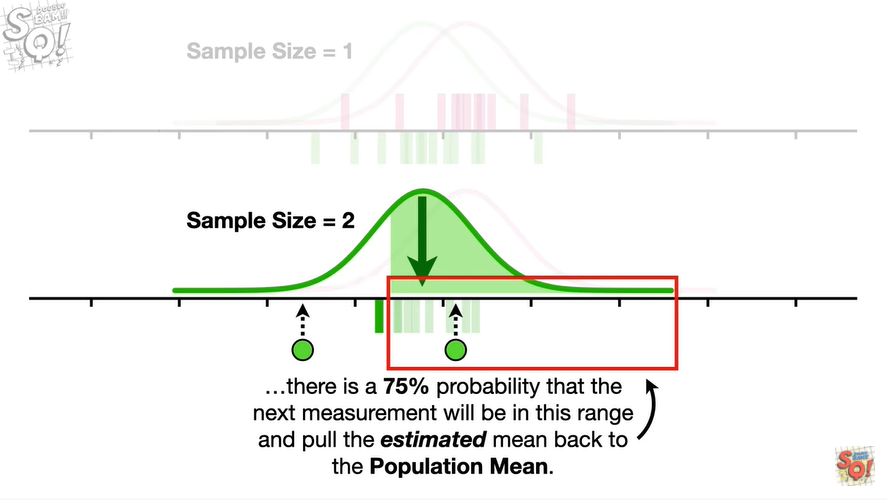 DOUBLE
BAM!!!
SQ!
Sample Size = 1
Sample Size = 2
…there is a 75% probability that the
next measurement will be in this range
and pull the estimated mean back to
the Population Mean.
SQ!